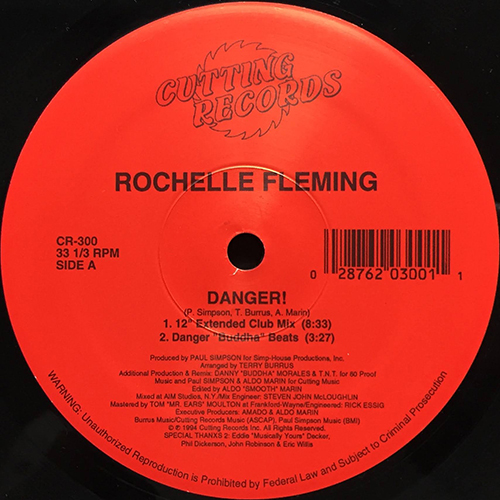 CUTTING
RECORDS
ROCHELLE FLEMING
CR-300
33 1/3 RPM
SIDE A
0 28762 03001 1
DANGER!
(P. Simpson, T. Burrus, A. Marin)
1. 12" Extended Club Mix (8:33)
2. Danger "Buddha" Beats (3:27)
Produced by PAUL SIMPSON for Simp-House Productions, Inc.
Arranged by TERRY BURRUS
Additional Production & Remix: DANNY "BUDDHA" MORALES & T.N.T. for 80 Proof
Music and Paul SIMPSON & ALDO MARIN for Cutting Music
Edited by ALDO "SMOOTH" MARIN
Mixed at AIM Studios, N.Y./Mix Engineer: STEVEN JOHN McLOUGHLIN
Mastered by TOM "MR. EARS" MOULTON at Frankford-Wayne/Engineered: RICK ESSIG
Executive Producers: AMADO & ALDO MARIN
Burrus Music/Cutting Music (ASCAP), Paul Simpson Music (BMI)
© ℗ 1994 Cutting Records Inc. All Rights Reserved.
SPECIAL THANKS 2: Eddie "Musically Yours" Decker,
Phil Dickerson, John Robinson & Eric Willis
WARNING: Unauthorized Reproduction is Prohibited by Federal Law and Subject to Criminal Prosecution